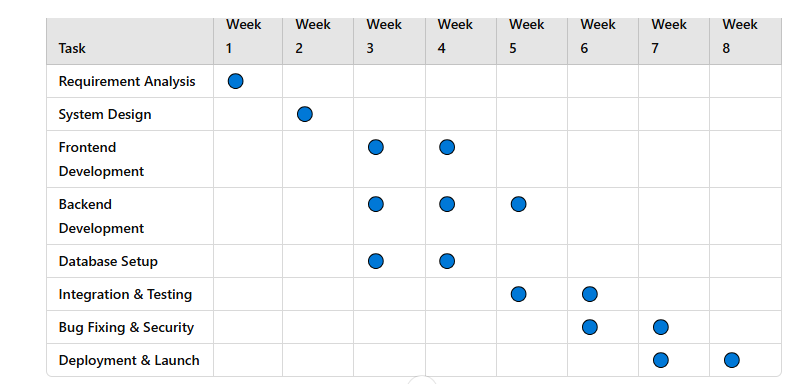 Week Week Week Week Week Week Week Week
Task 1 2 3 4 5 6 7 8
Requirement Analysis
System Design
Frontend
Development
Backend
Development
Database Setup
Integration & Testing
Bug Fixing & Security
Deployment & Launch